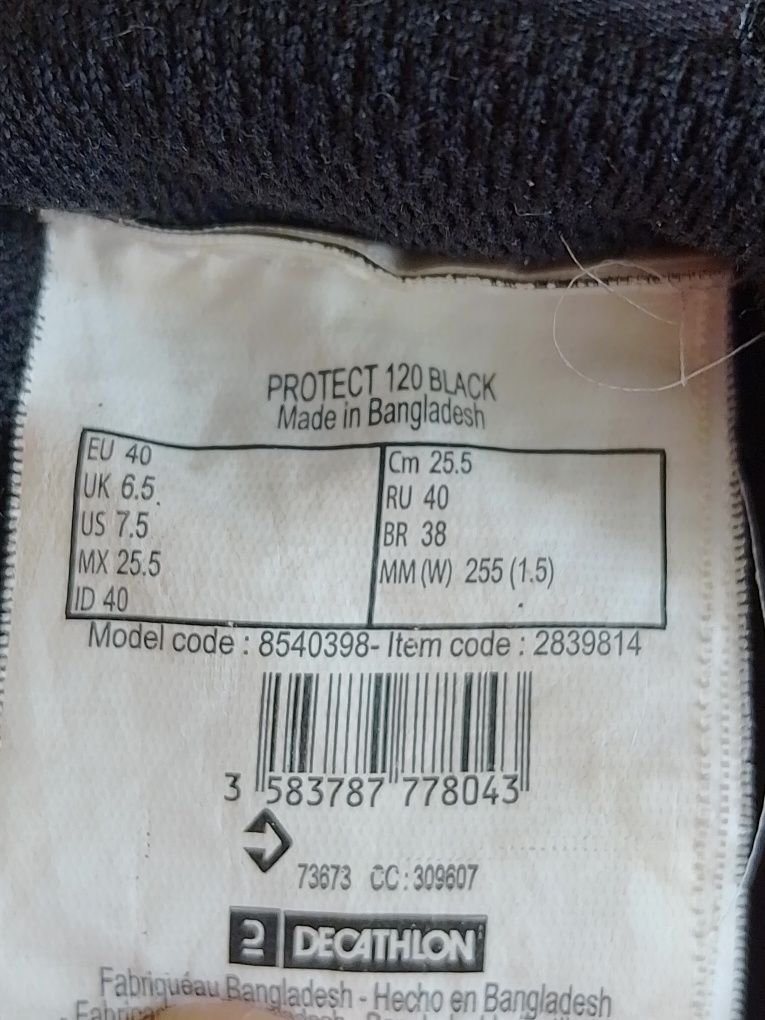 PROTECT 120 BLACK
Made in Bangladesh
EU 40
UK 6.5
US 7.5
MX 25.5
ID 40
Cm 25.5
RU 40
BR 38
MM (W) 255 (1.5)
Model code : 8540398- Item code : 2839814
3 583787 778043
73673 CC : 309607
DECATHLON
Fabriquéau Bangladesh - Hecho en Bangladesh